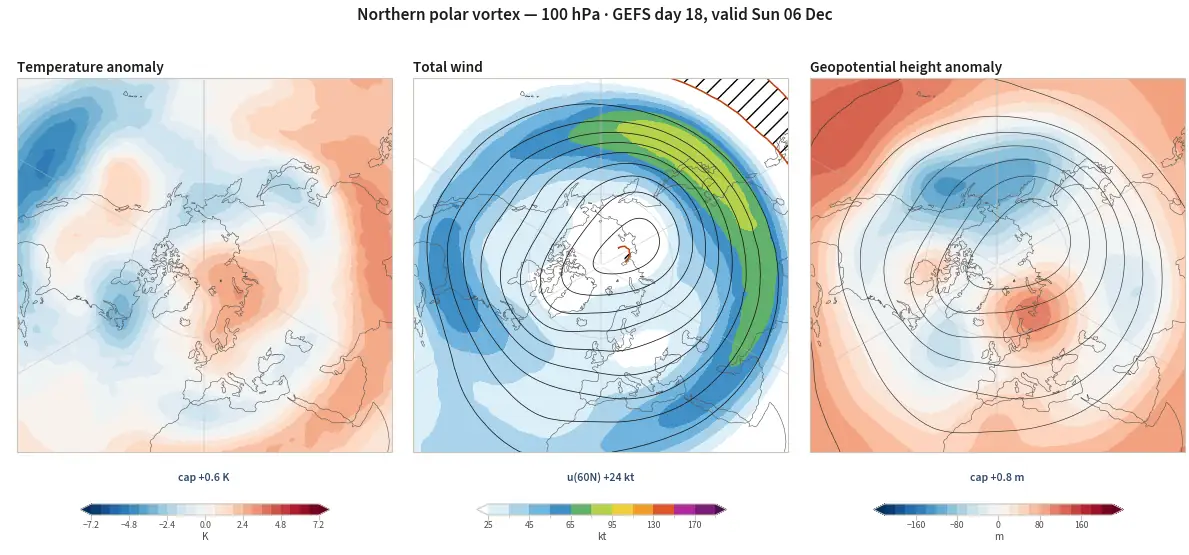 Northern polar vortex — 100 hPa · GEFS day 18, valid Sun 06 Dec
Temperature anomaly
Total wind
Geopotential height anomaly
cap +0.6 K
u(60N) +24 kt
cap +0.8 m
−7.2 −4.8 −2.4 0.0 2.4 4.8 7.2
K
25 45 65 95 130 170
kt
−160 −80 0 80 160
m